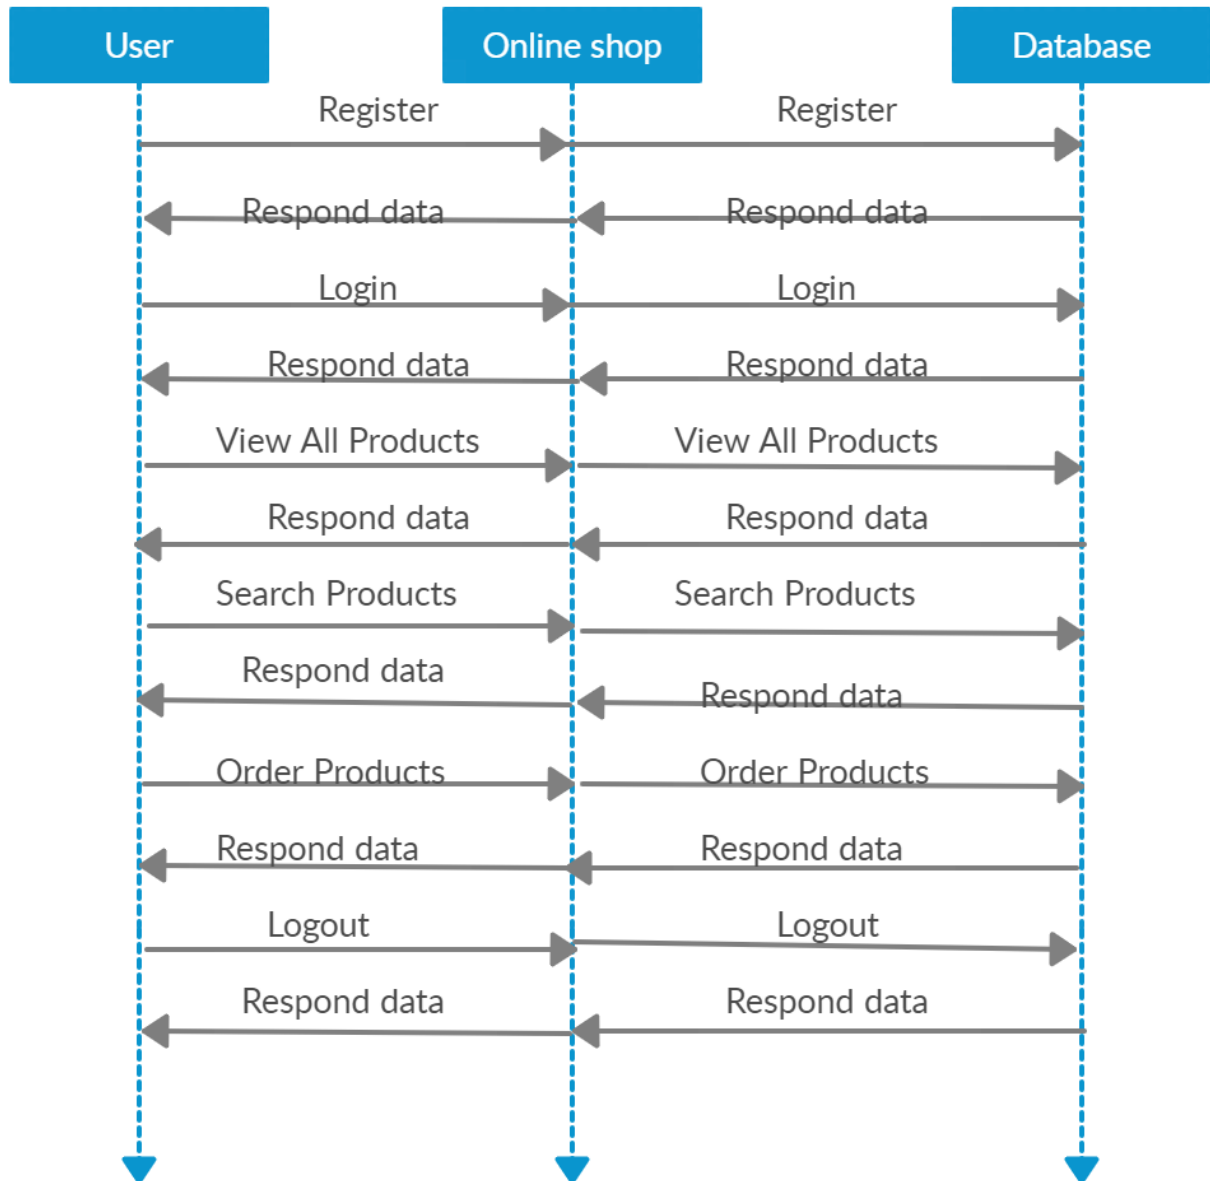 User
Online shop
Database
Register
Register
Respond data
Respond data
Login
Login
Respond data
Respond data
View All Products
View All Products
Respond data
Respond data
Search Products
Search Products
Respond data
Respond data
Order Products
Order Products
Respond data
Respond data
Logout
Logout
Respond data
Respond data